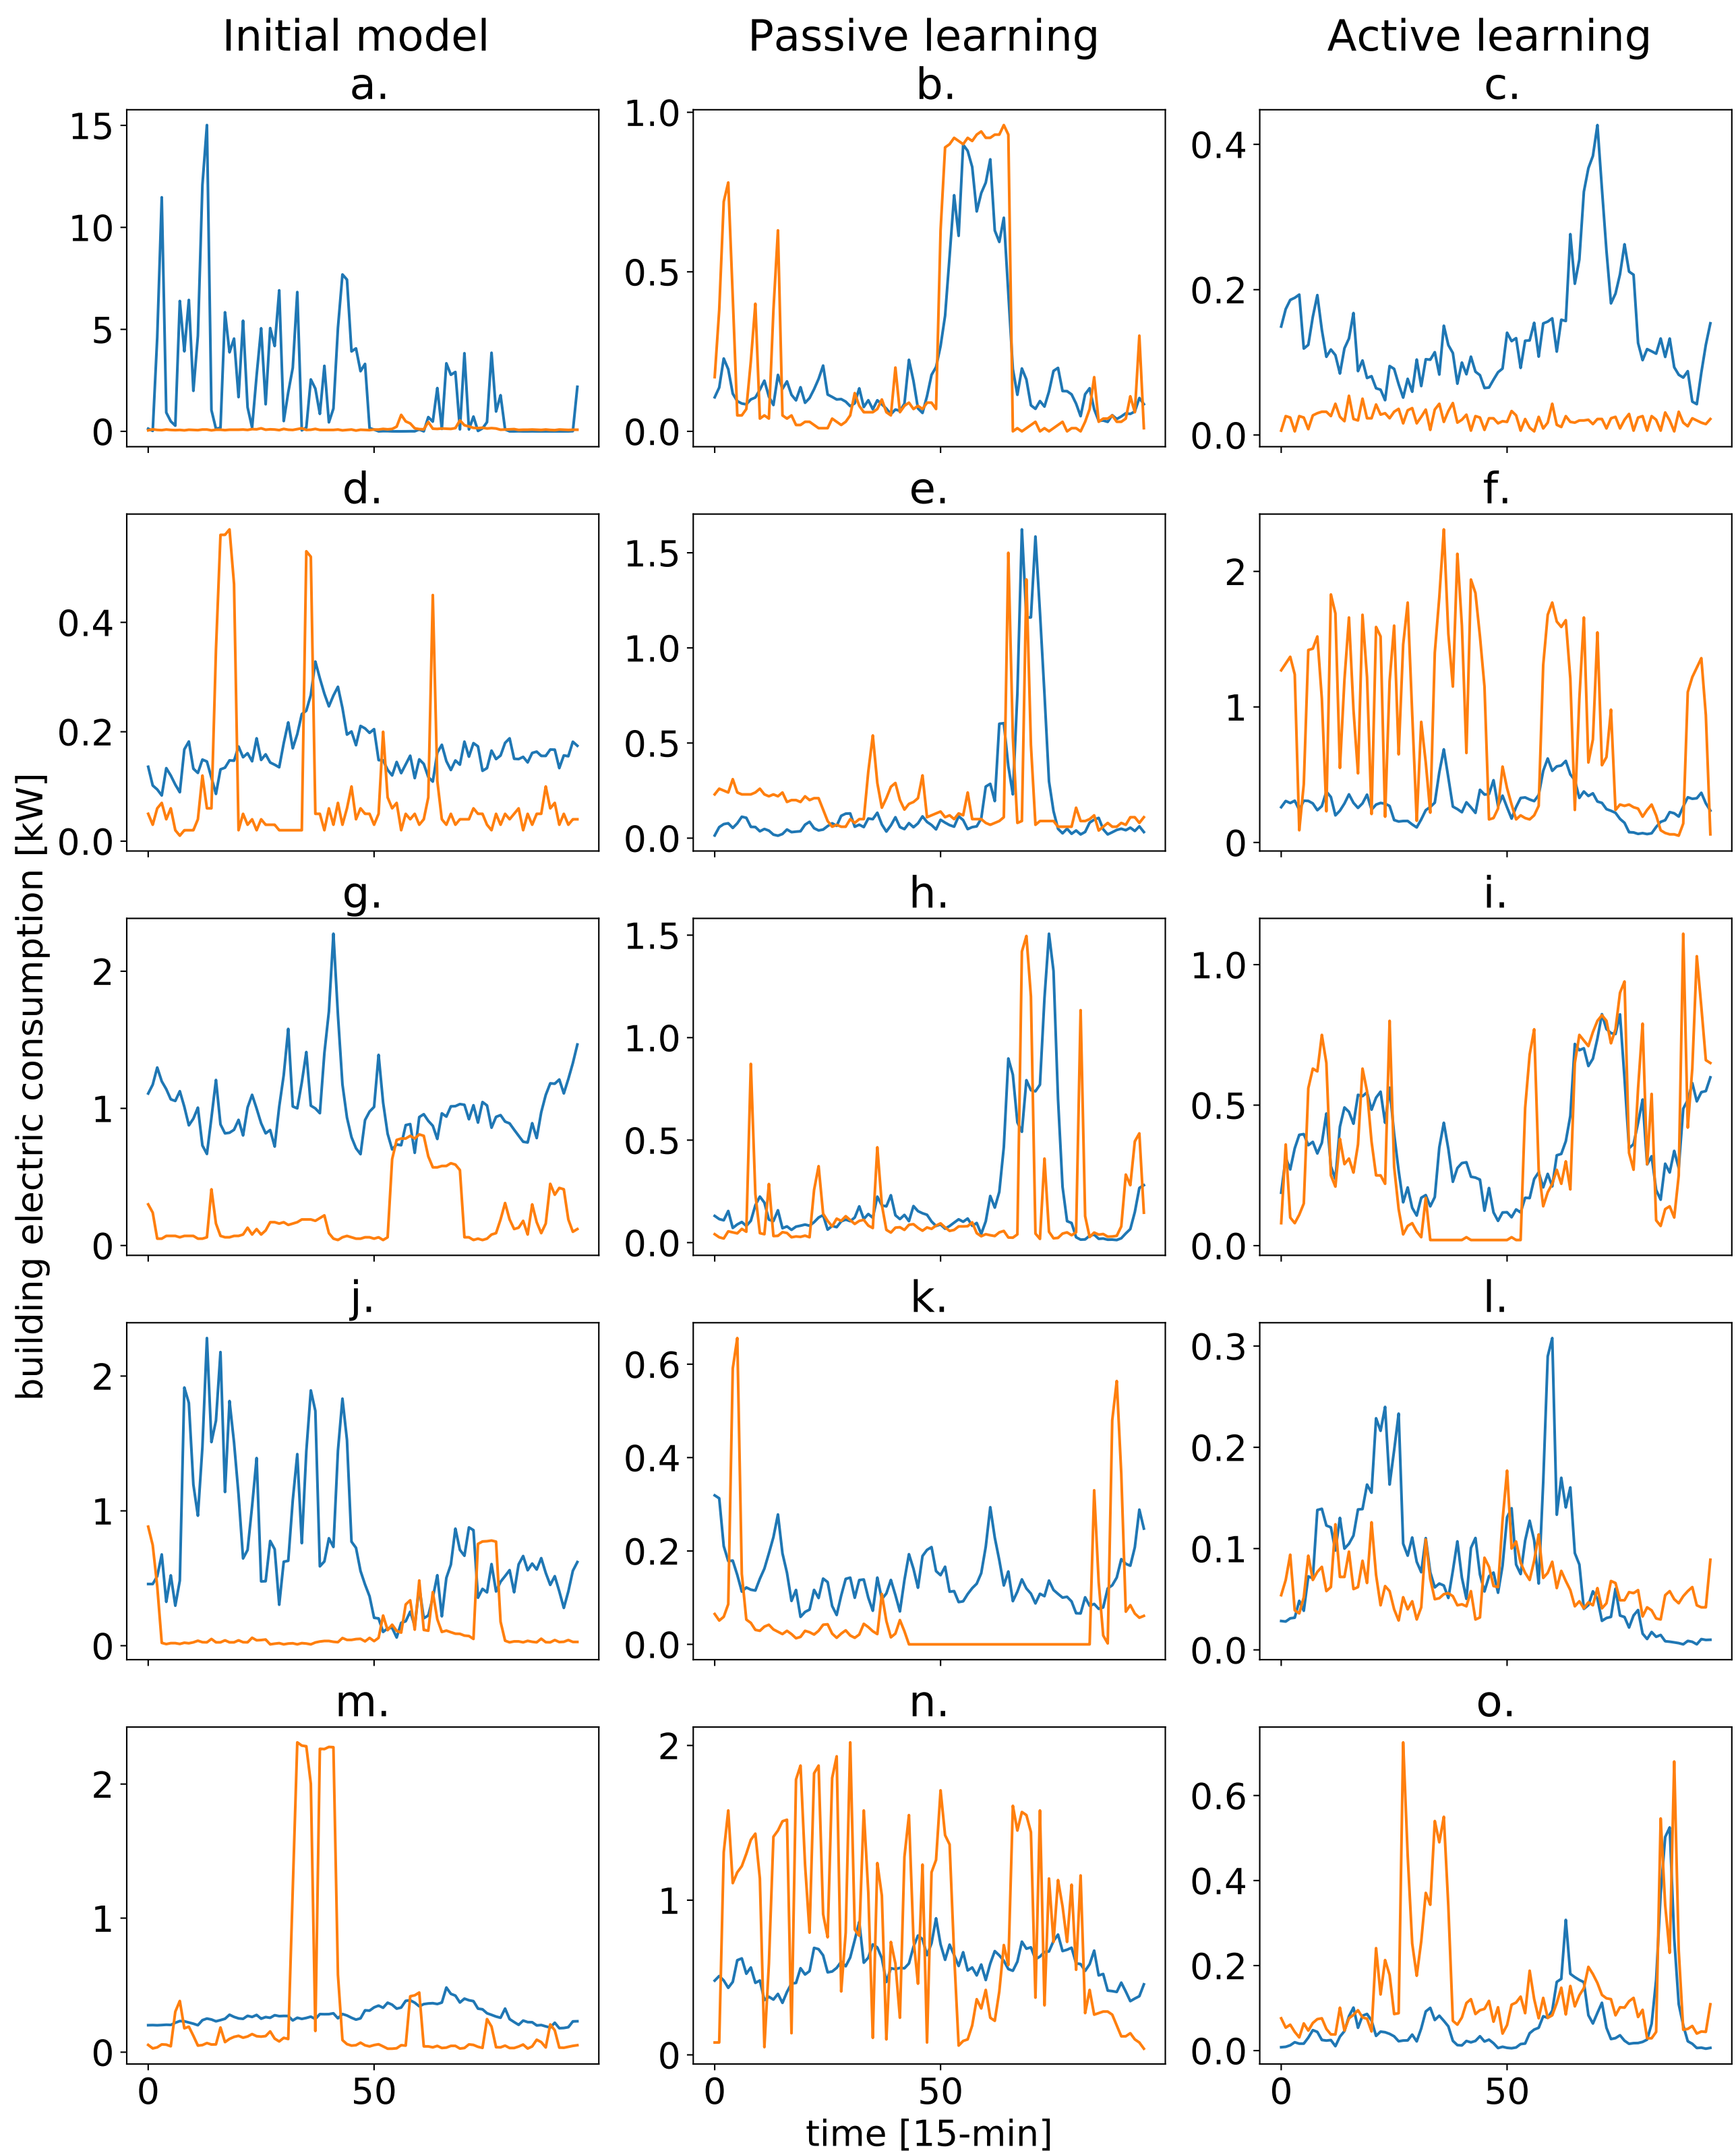 Initial model Passive learning Active learning
a. b. c.
15 1.0 0.4
10 0.5 0.2
5 0.0 0.0
0
d. e. f.
0.4 1.5 2
0.2 1.0 1
0.0 0.5 0
0.0
building electric consumption [kW]
g. h. i.
2 1.5 1.0
1 1.0 0.5
0 0.5 0.0
0.0
j. k. l.
2 0.6 0.3
1 0.4 0.2
0 0.2 0.1
0.0 0.0
m. n. o.
2 2 0.6
1 1 0.4
0 0 0.2
0.0
0 50 0 50 0 50
time [15-min]